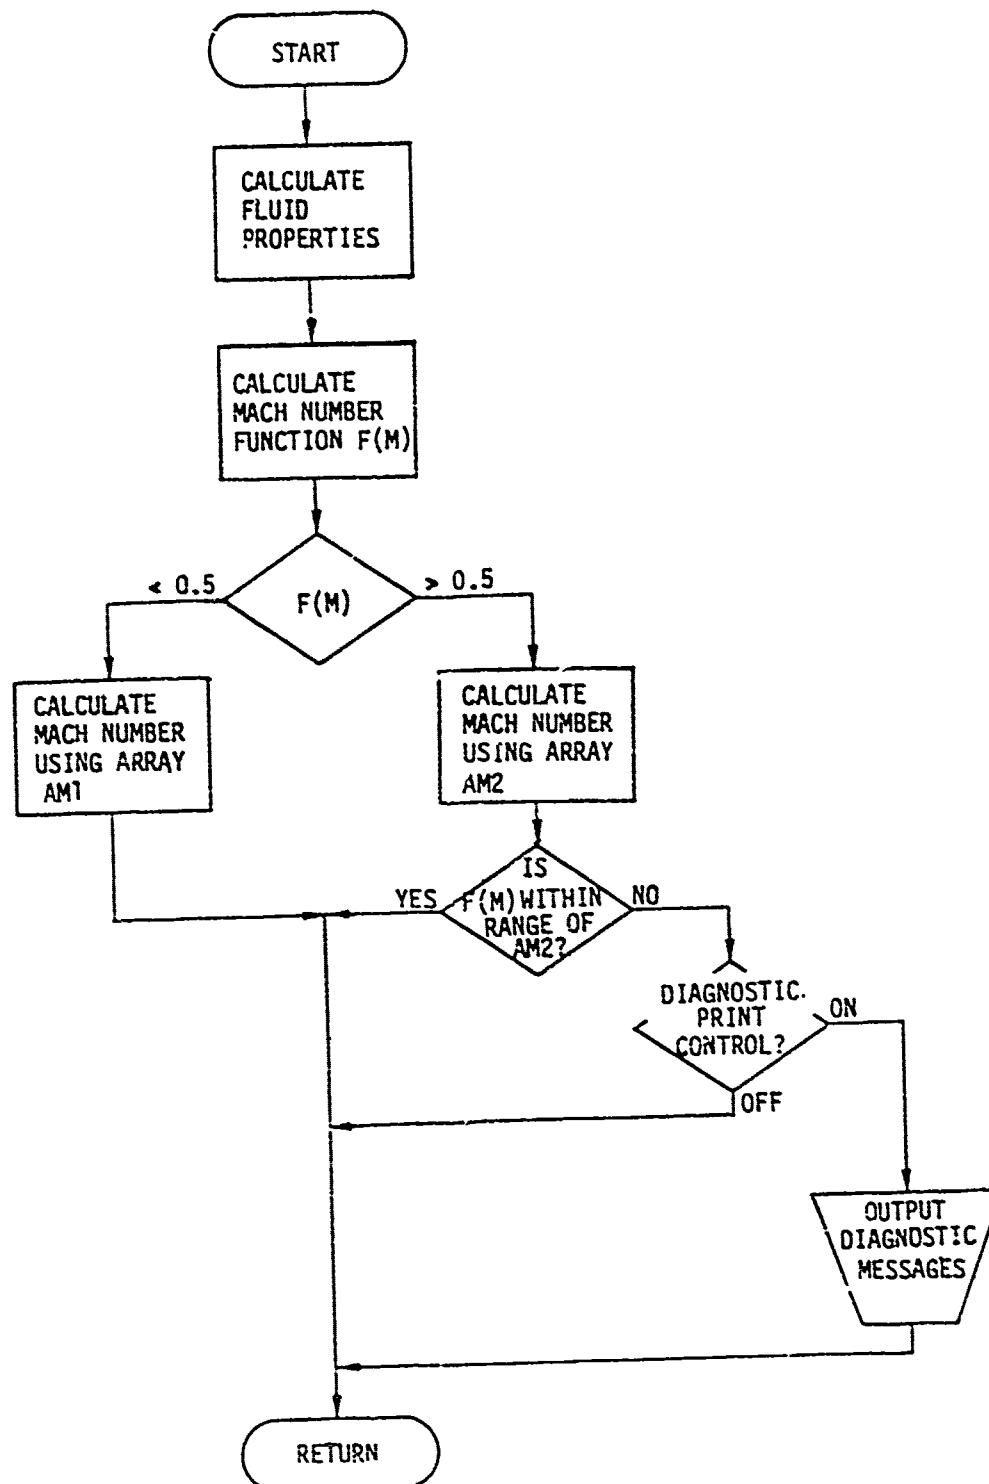 START
CALCULATE
FLUID
PROPERTIES
CALCULATE
MACH NUMBER
FUNCTION F(M)
< 0.5
F(M)
> 0.5
CALCULATE
MACH NUMBER
USING ARRAY
AM1
CALCULATE
MACH NUMBER
USING ARRAY
AM2
YES
IS
F(M) WITHIN
RANGE OF
AM2?
NO
DIAGNOSTIC
PRINT
CONTROL?
ON
OFF
OUTPUT
DIAGNOSTIC
MESSAGES
RETURN